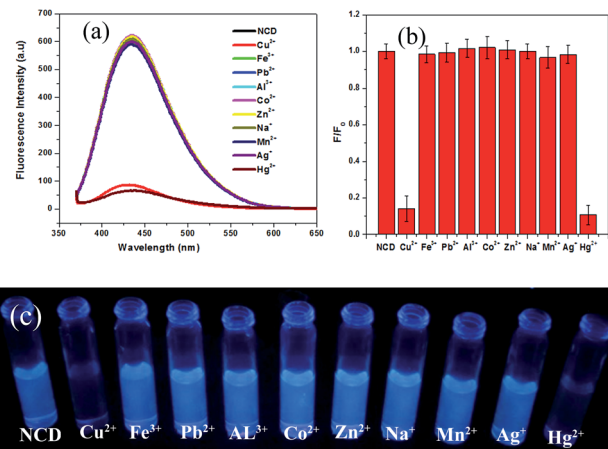 (a)
NCD
Cu²⁺
Fe³⁺
Pb²⁺
Al³⁺
Co²⁺
Zn²⁺
Na⁺
Mn²⁺
Ag⁺
Hg²⁺
700
600
500
400
300
200
100
0
Fluorescence Intensity (a.u)
350 400 450 500 550 600 650
Wavelength (nm)
(b)
1.2
1.0
0.8
0.6
0.4
0.2
0.0
F/F₀
NCD Cu²⁺ Fe³⁺ Pb²⁺ Al³⁺ Co²⁺ Zn²⁺ Na⁺ Mn²⁺ Ag⁺ Hg²⁺
(c)
NCD Cu²⁺ Fe³⁺ Pb²⁺ AL³⁺ Co²⁺ Zn²⁺ Na⁺ Mn²⁺ Ag⁺ Hg²⁺